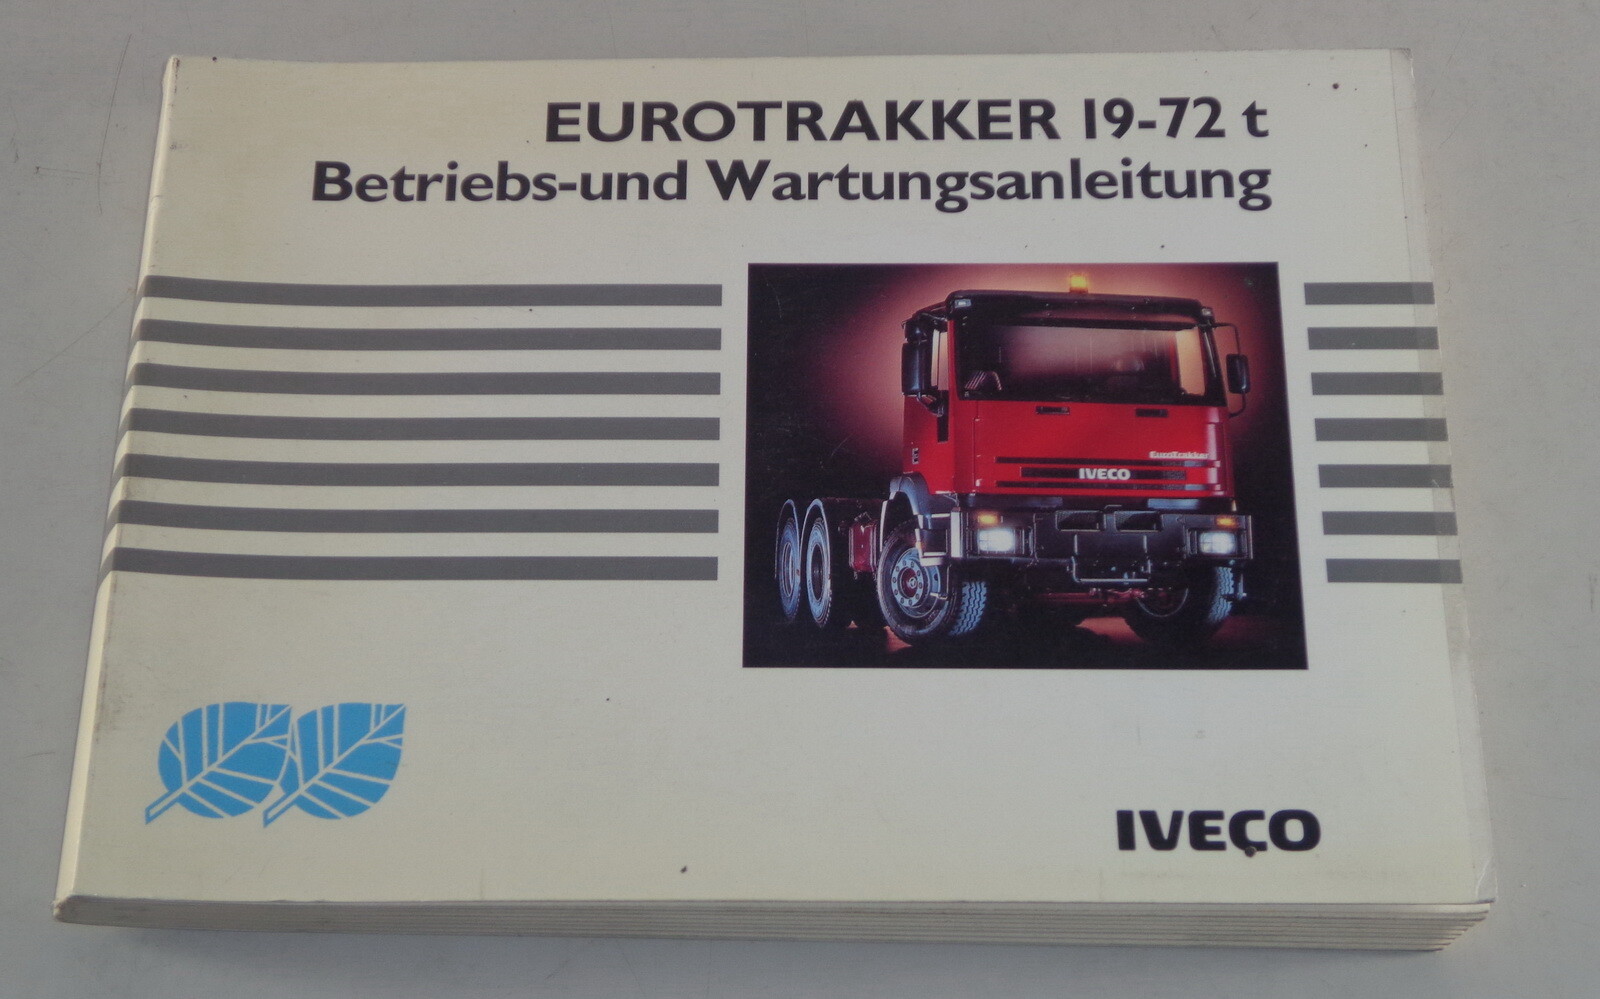 EUROTRAKKER 19-72 t
Betriebs-und Wartungsanleitung
EuroTrakker
IVECO
IVECO